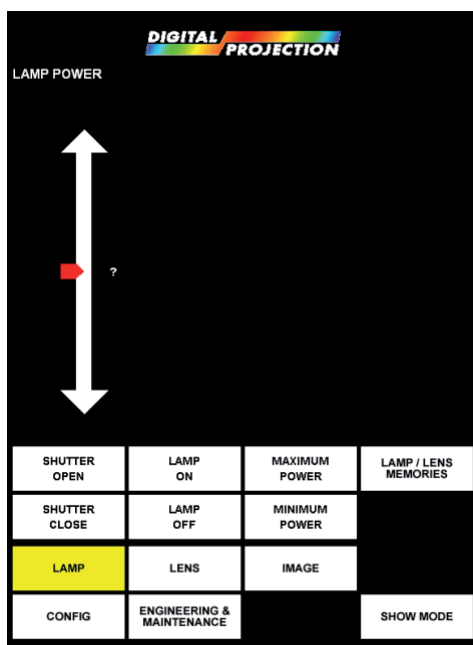 DIGITAL
PROJECTION
LAMP POWER
?
SHUTTER
OPEN
LAMP
ON
MAXIMUM
POWER
LAMP / LENS
MEMORIES
SHUTTER
CLOSE
LAMP
OFF
MINIMUM
POWER
LAMP
LENS
IMAGE
CONFIG
ENGINEERING &
MAINTENANCE
SHOW MODE